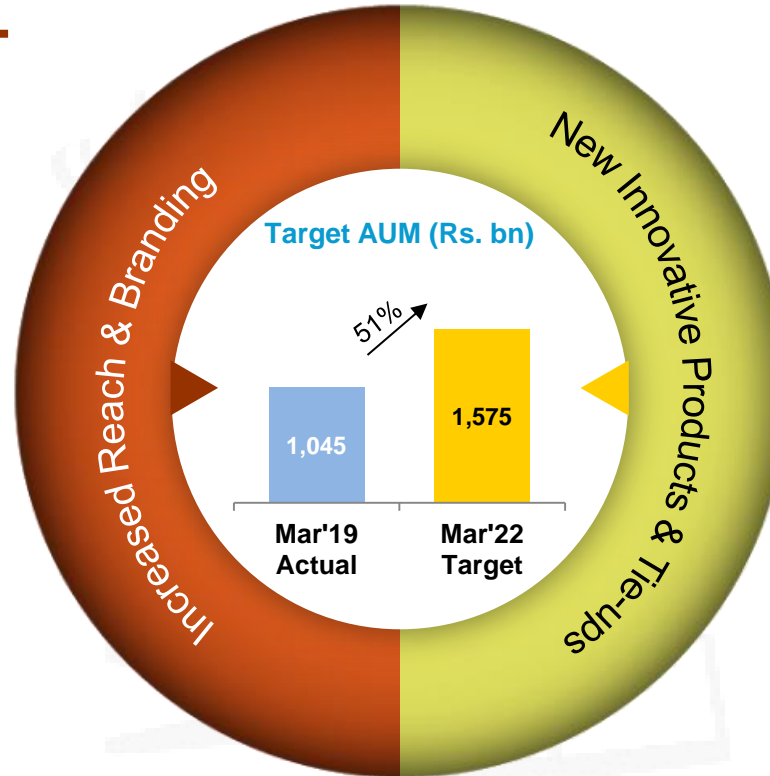 Increased Reach & Branding
New Innovative Products & Tie-ups
Target AUM (Rs. bn)
51%
1,045
1,575
Mar'19
Actual
Mar'22
Target